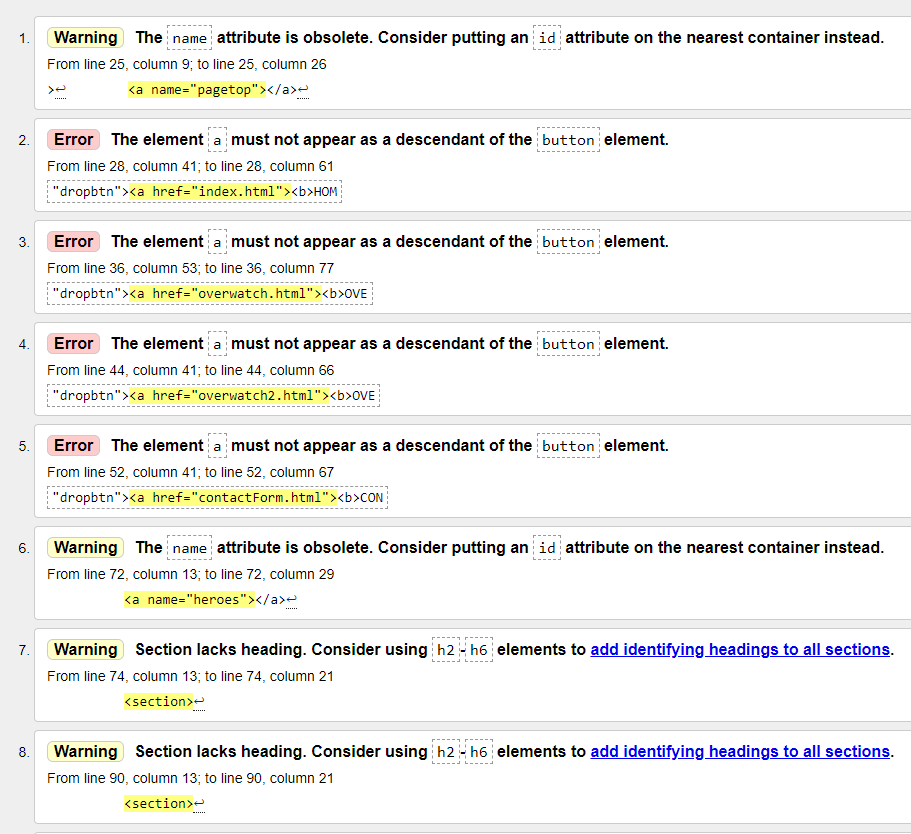 1. Warning The name attribute is obsolete. Consider putting an id attribute on the nearest container instead.
From line 25, column 9; to line 25, column 26
>↩ <a name="pagetop"></a>↩
2. Error The element a must not appear as a descendant of the button element.
From line 28, column 41; to line 28, column 61
"dropbtn"><a href="index.html"><b>HOM
3. Error The element a must not appear as a descendant of the button element.
From line 36, column 53; to line 36, column 77
"dropbtn"><a href="overwatch.html"><b>OVE
4. Error The element a must not appear as a descendant of the button element.
From line 44, column 41; to line 44, column 66
"dropbtn"><a href="overwatch2.html"><b>OVE
5. Error The element a must not appear as a descendant of the button element.
From line 52, column 41; to line 52, column 67
"dropbtn"><a href="contactForm.html"><b>CON
6. Warning The name attribute is obsolete. Consider putting an id attribute on the nearest container instead.
From line 72, column 13; to line 72, column 29
<a name="heroes"></a>↩
7. Warning Section lacks heading. Consider using h2-h6 elements to add identifying headings to all sections.
From line 74, column 13; to line 74, column 21
<section>↩
8. Warning Section lacks heading. Consider using h2-h6 elements to add identifying headings to all sections.
From line 90, column 13; to line 90, column 21
<section>↩